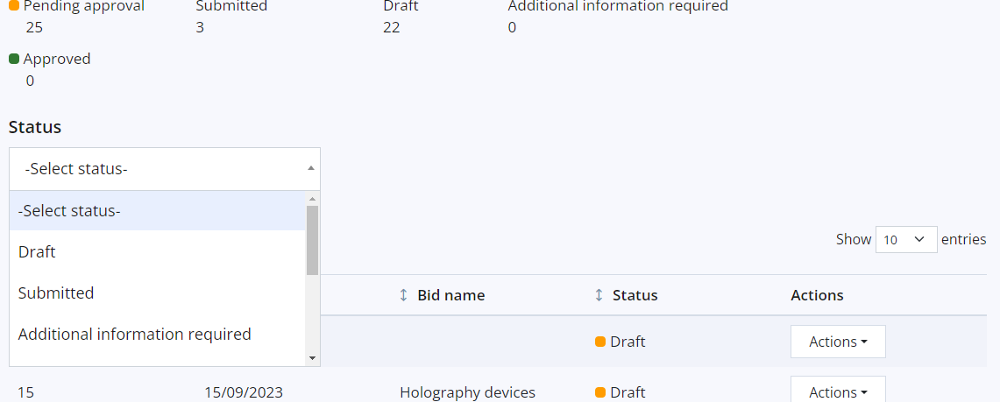 Pending approval Submitted Draft Additional information required
25 3 22 0
Approved
0
Status
-Select status-
-Select status-
Draft
Submitted
Additional information required
Show 10 entries
Bid name Status Actions
Draft Actions
15 15/09/2023 Holography devices Draft Actions